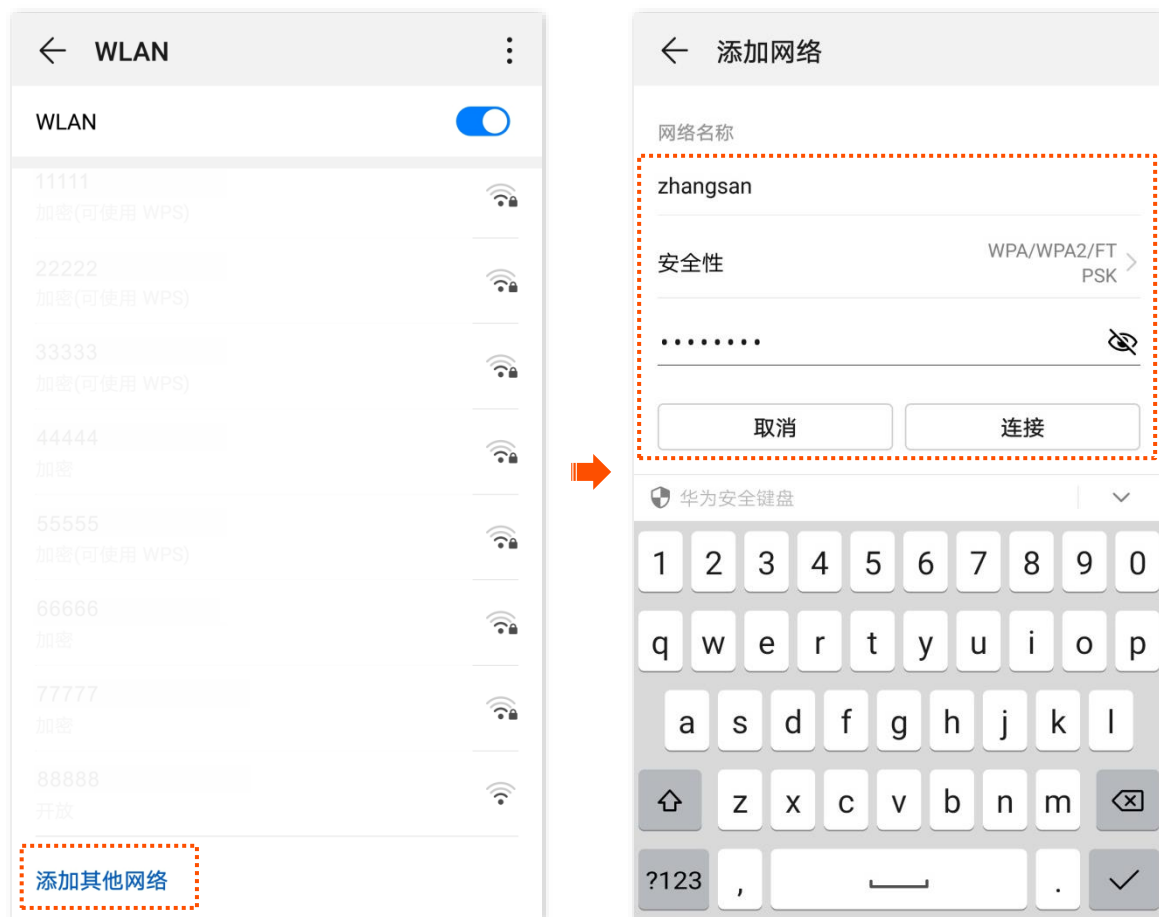 WLAN
WLAN
11111
加密(可使用 WPS)
22222
加密(可使用 WPS)
33333
加密(可使用 WPS)
44444
加密
55555
加密(可使用 WPS)
66666
加密
77777
加密
88888
开放
添加其他网络
添加网络
网络名称
zhangsan
安全性
WPA/WPA2/FT
PSK
••••••••
取消
连接
华为安全键盘
1 2 3 4 5 6 7 8 9 0
q w e r t y u i o p
a s d f g h j k l
z x c v b n m
?123 , .